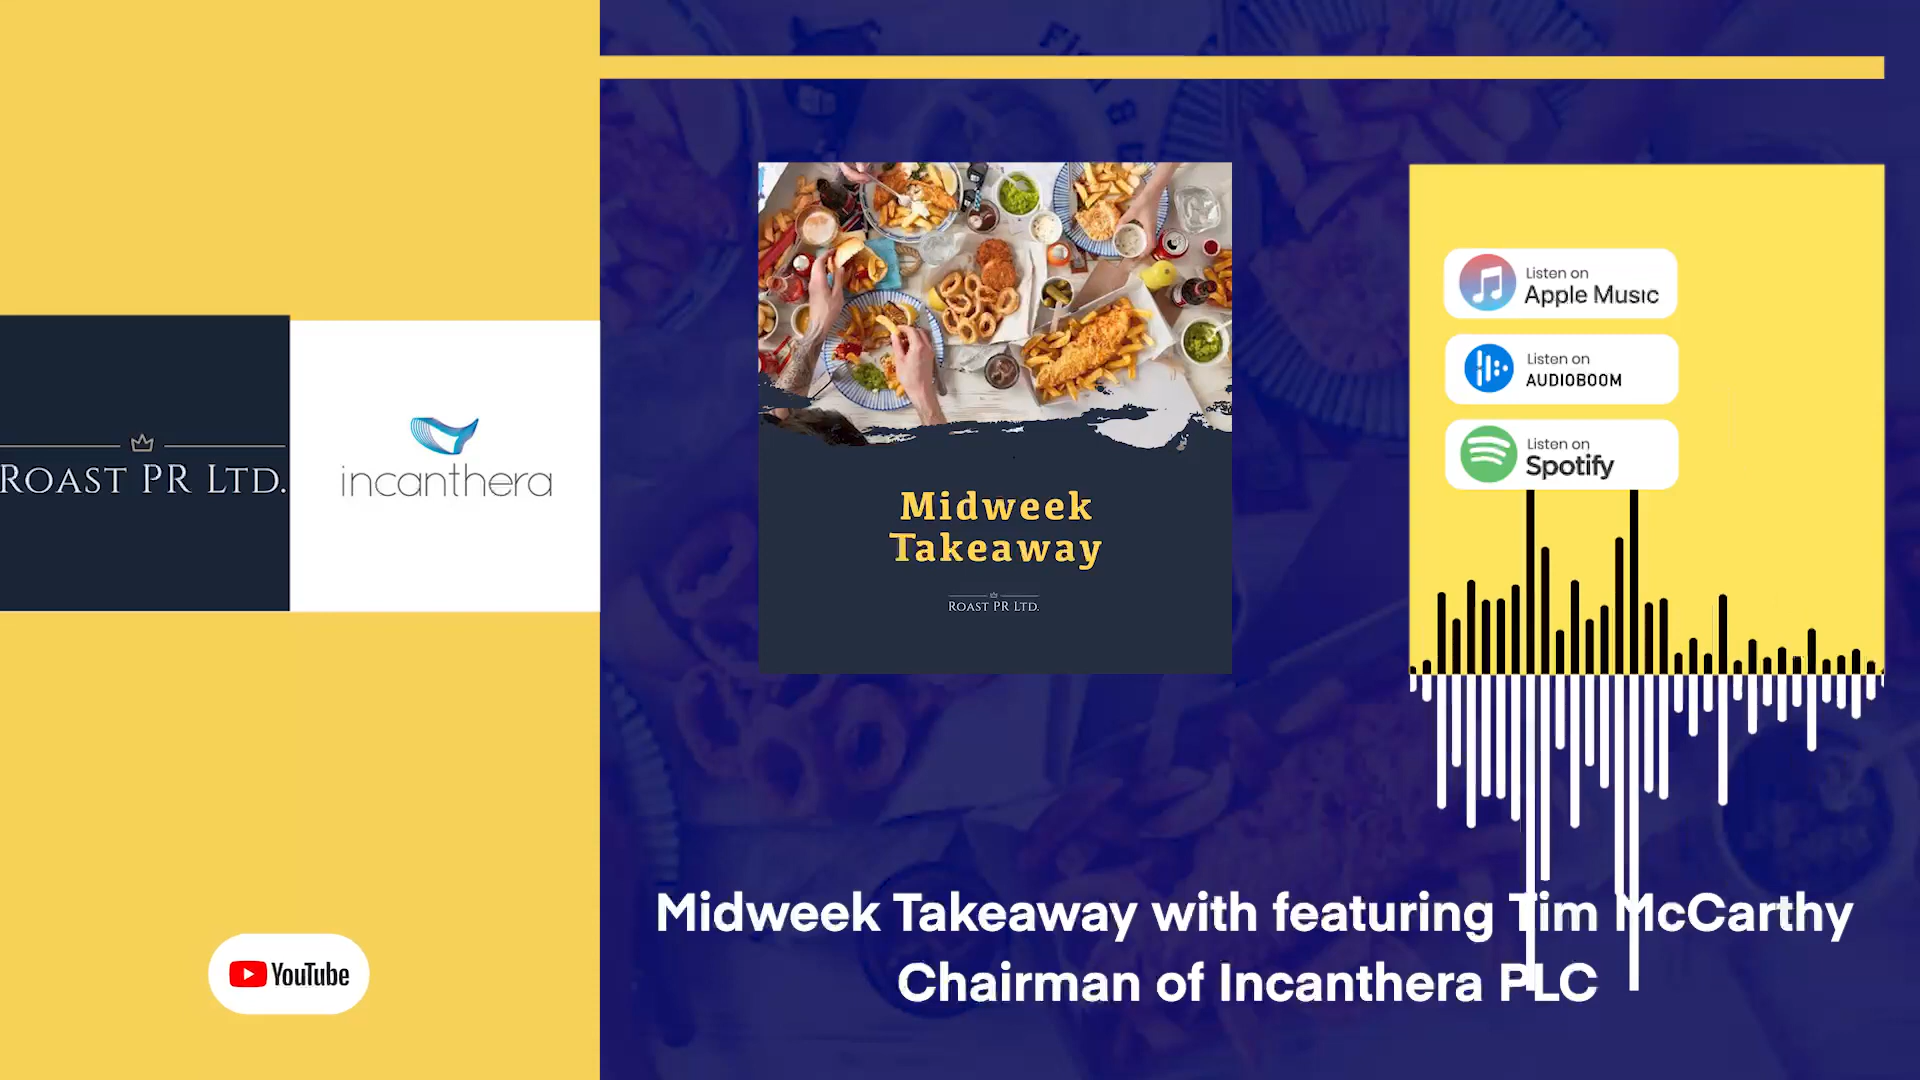 ROAST PR LTD.
incanthera
YouTube
Midweek
Takeaway
ROAST PR LTD.
Listen on
Apple Music
Listen on
AUDIOBOOM
Listen on
Spotify
Midweek Takeaway with featuring Tim McCarthy
Chairman of Incanthera PLC